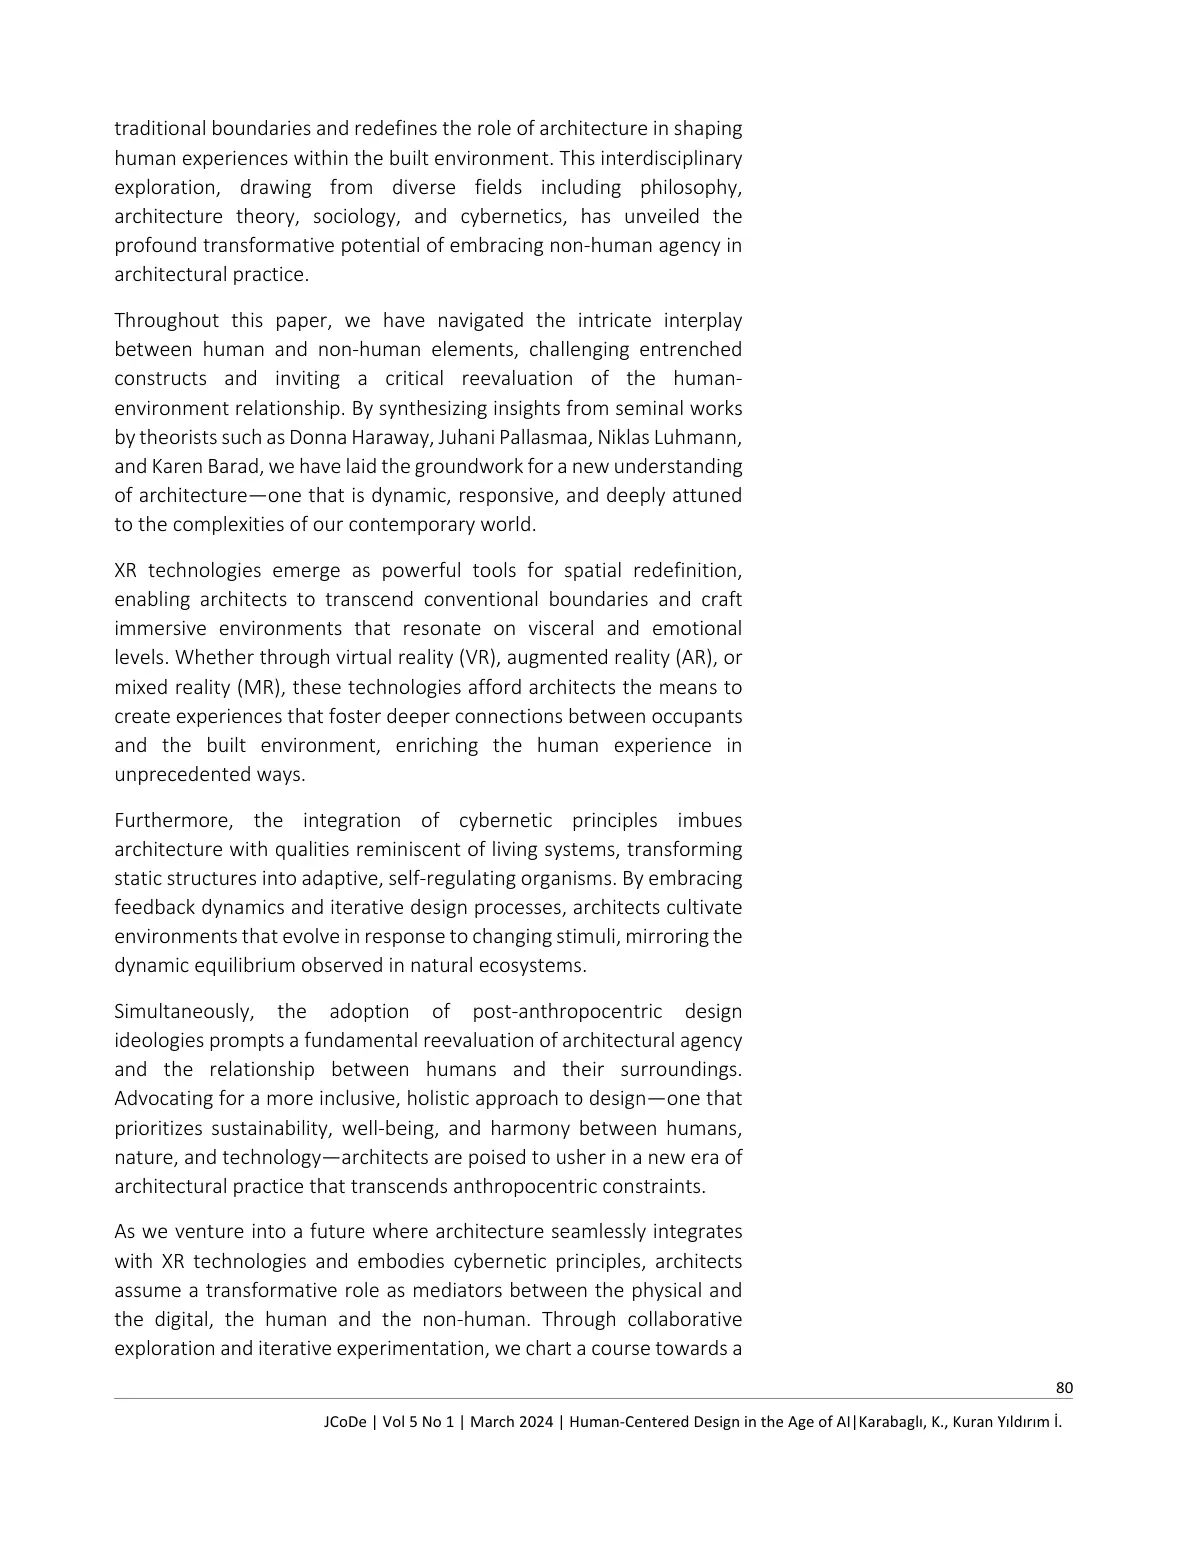 traditional boundaries and redefines the role of architecture in shaping
human experiences within the built environment. This interdisciplinary
exploration, drawing from diverse fields including philosophy,
architecture theory, sociology, and cybernetics, has unveiled the
profound transformative potential of embracing non-human agency in
architectural practice.
Throughout this paper, we have navigated the intricate interplay
between human and non-human elements, challenging entrenched
constructs and inviting a critical reevaluation of the human-
environment relationship. By synthesizing insights from seminal works
by theorists such as Donna Haraway, Juhani Pallasmaa, Niklas Luhmann,
and Karen Barad, we have laid the groundwork for a new understanding
of architecture—one that is dynamic, responsive, and deeply attuned
to the complexities of our contemporary world.
XR technologies emerge as powerful tools for spatial redefinition,
enabling architects to transcend conventional boundaries and craft
immersive environments that resonate on visceral and emotional
levels. Whether through virtual reality (VR), augmented reality (AR), or
mixed reality (MR), these technologies afford architects the means to
create experiences that foster deeper connections between occupants
and the built environment, enriching the human experience in
unprecedented ways.
Furthermore, the integration of cybernetic principles imbues
architecture with qualities reminiscent of living systems, transforming
static structures into adaptive, self-regulating organisms. By embracing
feedback dynamics and iterative design processes, architects cultivate
environments that evolve in response to changing stimuli, mirroring the
dynamic equilibrium observed in natural ecosystems.
Simultaneously, the adoption of post-anthropocentric design
ideologies prompts a fundamental reevaluation of architectural agency
and the relationship between humans and their surroundings.
Advocating for a more inclusive, holistic approach to design—one that
prioritizes sustainability, well-being, and harmony between humans,
nature, and technology—architects are poised to usher in a new era of
architectural practice that transcends anthropocentric constraints.
As we venture into a future where architecture seamlessly integrates
with XR technologies and embodies cybernetic principles, architects
assume a transformative role as mediators between the physical and
the digital, the human and the non-human. Through collaborative
exploration and iterative experimentation, we chart a course towards a
80
JCoDe | Vol 5 No 1 | March 2024 | Human-Centered Design in the Age of AI|Karabaglı, K., Kuran Yıldırım İ.